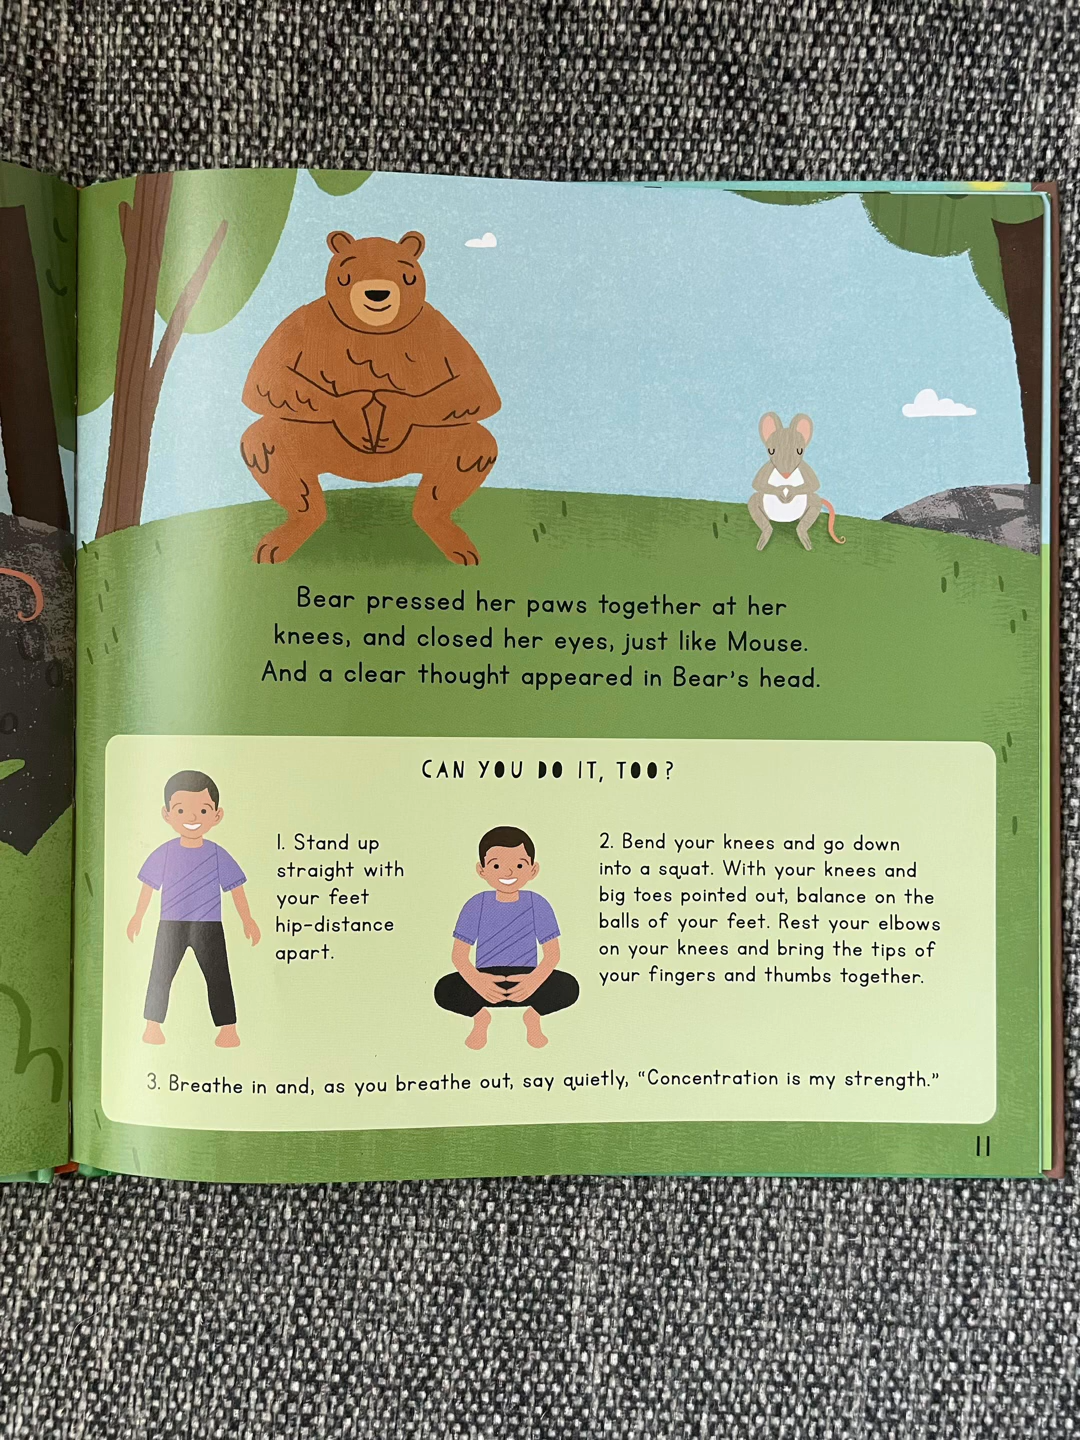 Bear pressed her paws together at her
knees, and closed her eyes, just like Mouse.
And a clear thought appeared in Bear's head.
CAN YOU DO IT, TOO?
1. Stand up
straight with
your feet
hip-distance
apart.
2. Bend your knees and go down
into a squat. With your knees and
big toes pointed out, balance on the
balls of your feet. Rest your elbows
on your knees and bring the tips of
your fingers and thumbs together.
3. Breathe in and, as you breathe out, say quietly, “Concentration is my strength.”
11